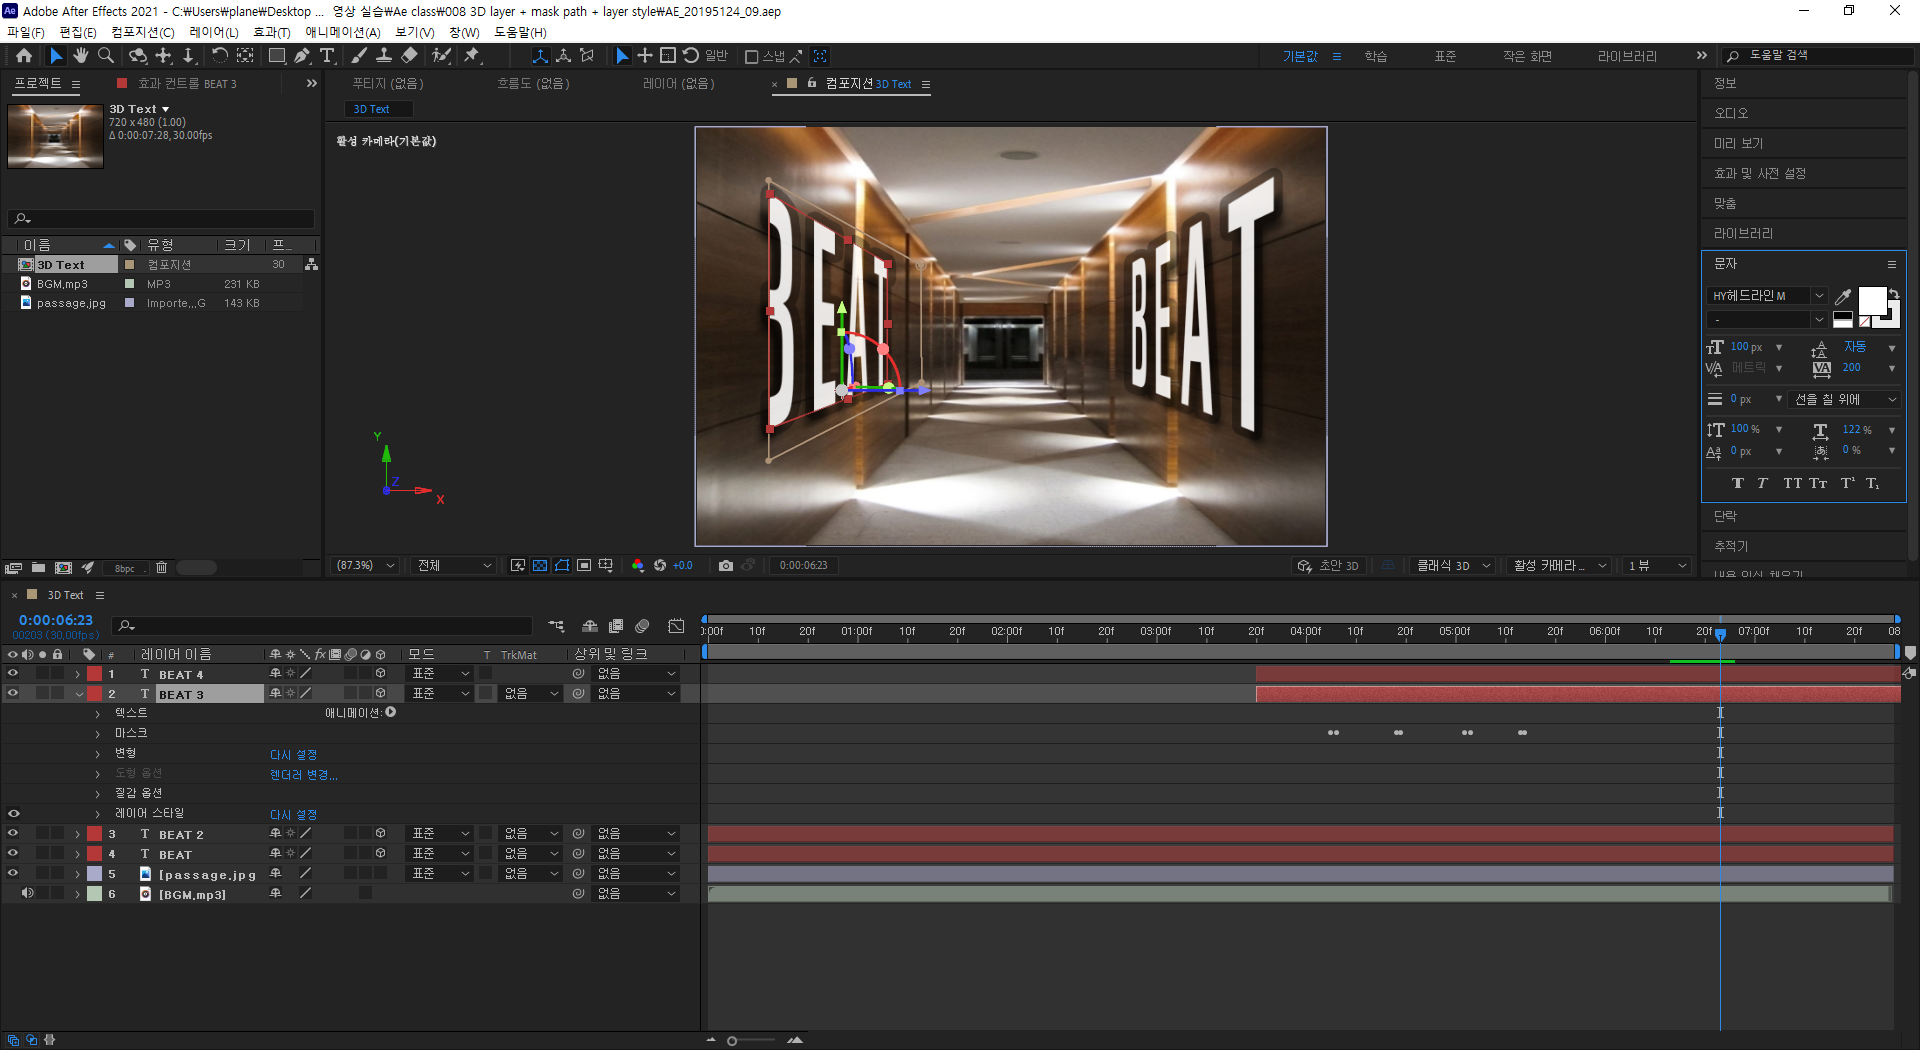 Adobe After Effects 2021 - C:￦Users￦plane￦Desktop ... 영상 실습￦Ae class￦008 3D layer + mask path + layer style￦AE_20195124_09.aep
파일(F) 편집(E) 컴포지션(C) 레이어(L) 효과(T) 애니메이션(A) 보기(V) 창(W) 도움말(H)
일반 스냅 기본값 학습 표준 작은 화면 라이브러리 도움말 검색
프로젝트 효과 컨트롤 BEAT 3
푸티지 (없음) 흐름도 (없음) 레이어 (없음) × 컴포지션 3D Text
3D Text
720 x 480 (1.00)
Δ 0:00:07:28, 30.00fps
3D Text
활성 카메라(기본값)
이름 유형 크기 프...
3D Text 컴포지션 30
BGM.mp3 MP3 231 KB
passage.jpg Importe...G 143 KB
8bpc
BEAT
BEAT
Y
Z
X
(87.3%) 전체 +0.0 0:00:06:23 초안 3D 클래식 3D 활성 카메라... 1 뷰
정보
오디오
미리 보기
효과 및 사전 설정
맞춤
라이브러리
문자
HY헤드라인M
-
100 px 자동
메트릭 200
0 px 선을 칠 위에
100 % 122 %
0 px 0 %
T T TT Tт T¹ T₁
단락
추적기
내용 인식 채우기
× 3D Text
0:00:06:23
00203 (30.00fps)
:00f 10f 20f 01:00f 10f 20f 02:00f 10f 20f 03:00f 10f 20f 04:00f 10f 20f 05:00f 10f 20f 06:00f 10f 20f 07:00f 10f 20f 08
# 레이어 이름 fx 모드 T TrkMat 상위 및 링크
1 T BEAT 4 표준 없음
2 T BEAT 3 표준 없음 없음
텍스트 애니메이션:
마스크
변형 다시 설정
도형 옵션 렌더러 변경...
질감 옵션
레이어 스타일 다시 설정
3 T BEAT 2 표준 없음 없음
4 T BEAT 표준 없음 없음
5 [passage.jpg 표준 없음 없음
6 [BGM.mp3] 없음